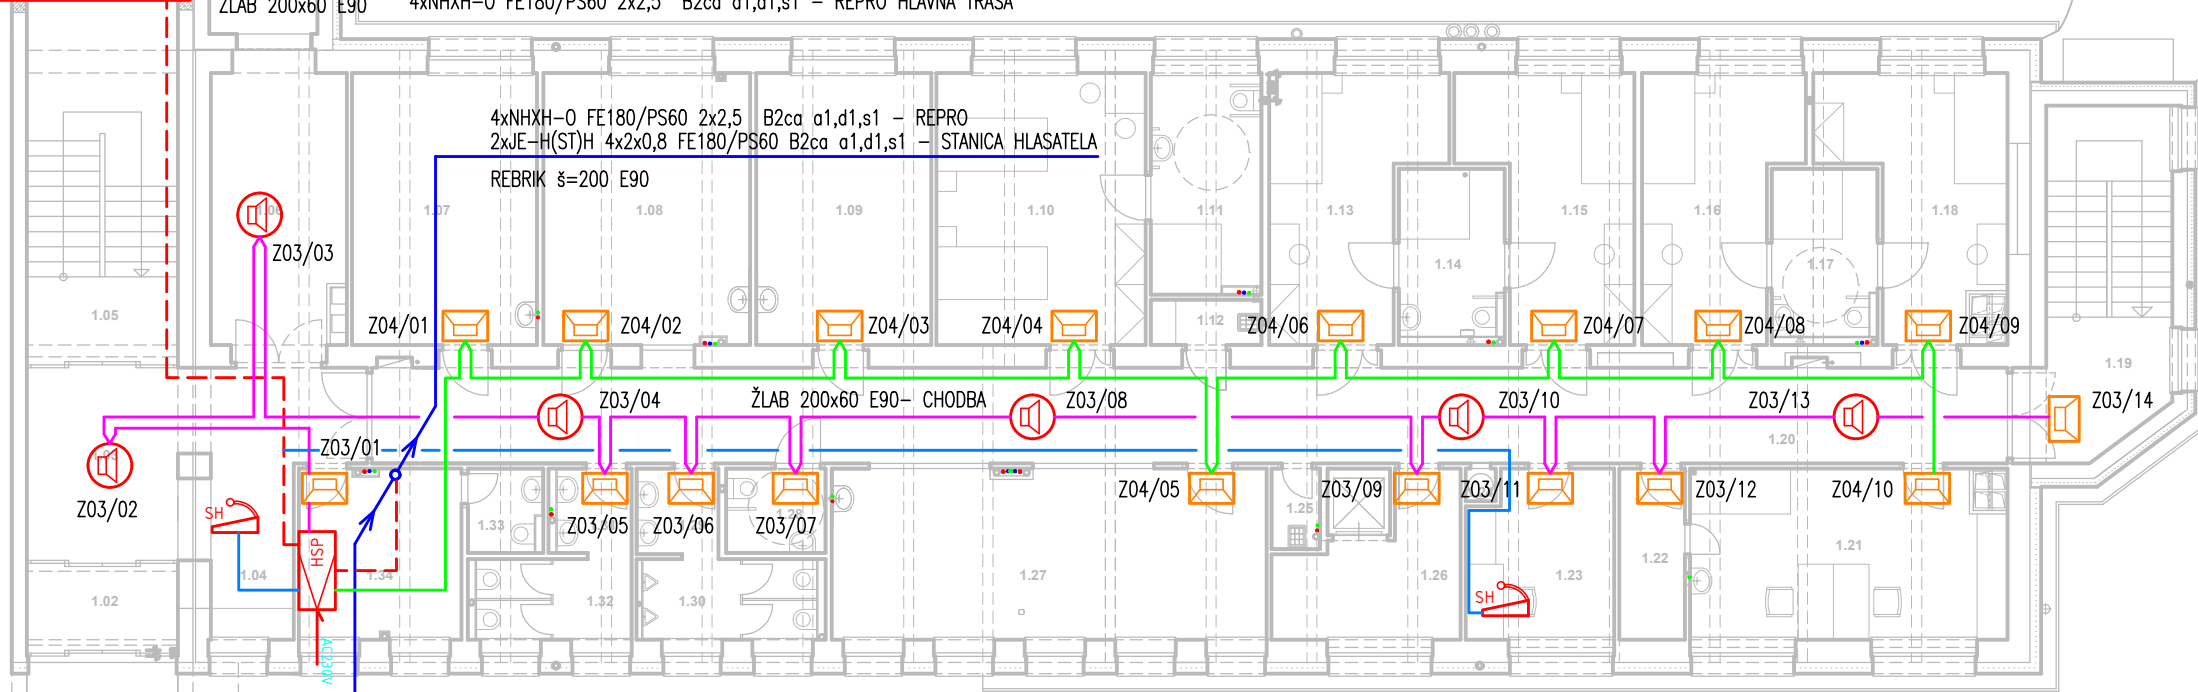 ŽĽAB 200x60 E90
4xNHXH-O FE180/PS60 2x2,5 B2ca a1,d1,s1 - REPRO HLAVNÁ TRASA
4xNHXH-O FE180/PS60 2x2,5 B2ca a1,d1,s1 - REPRO
2xJE-H(ST)H 4x2x0,8 FE180/PS60 B2ca a1,d1,s1 - STANICA HLASATELA
REBRIK š=200 E90
1.06
1.07
1.08
1.09
1.10
1.11
1.13
1.15
1.16
1.18
Z03/03
1.14
1.17
1.05
1.12
Z04/01
Z04/02
Z04/03
Z04/04
Z04/06
Z04/07
Z04/08
Z04/09
1.19
Z03/04
ŽĽAB 200x60 E90- CHODBA
Z03/08
Z03/10
Z03/13
Z03/14
Z03/01
1.20
Z03/02
SH
Z04/05
Z03/09
Z03/11
Z03/12
Z04/10
1.33
Z03/05
Z03/06
Z03/07
1.28
1.25
HSP
1.04
1.34
1.27
1.26
1.23
1.22
1.21
1.02
1.32
1.30
SH
AC230V